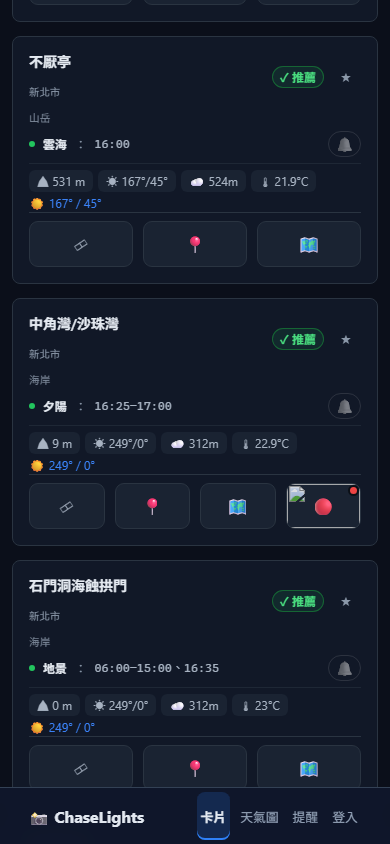 不厭亭
✓ 推薦 ★
新北市
山岳
雲海 : 16:00
531 m 167°/45° 524m 21.9°C
167° / 45°
中角灣/沙珠灣
✓ 推薦 ★
新北市
海岸
夕陽 : 16:25–17:00
9 m 249°/0° 312m 22.9°C
249° / 0°
石門洞海蝕拱門
✓ 推薦 ★
新北市
海岸
地景 : 06:00–15:00、16:35
0 m 249°/0° 312m 23°C
249° / 0°
ChaseLights 卡片 天氣圖 提醒 登入